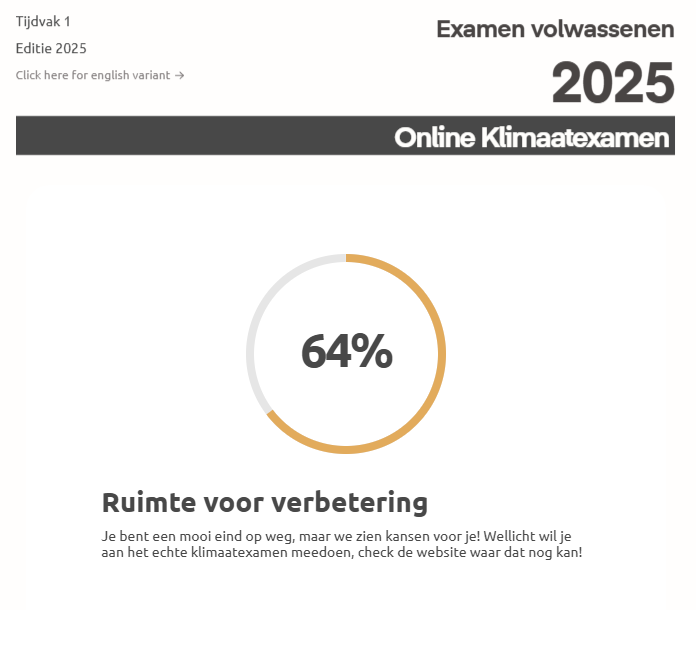 Tijdvak 1
Editie 2025
Click here for english variant →
Examen volwassenen
2025
Online Klimaatexamen
64%
Ruimte voor verbetering
Je bent een mooi eind op weg, maar we zien kansen voor je! Wellicht wil je
aan het echte klimaatexamen meedoen, check de website waar dat nog kan!